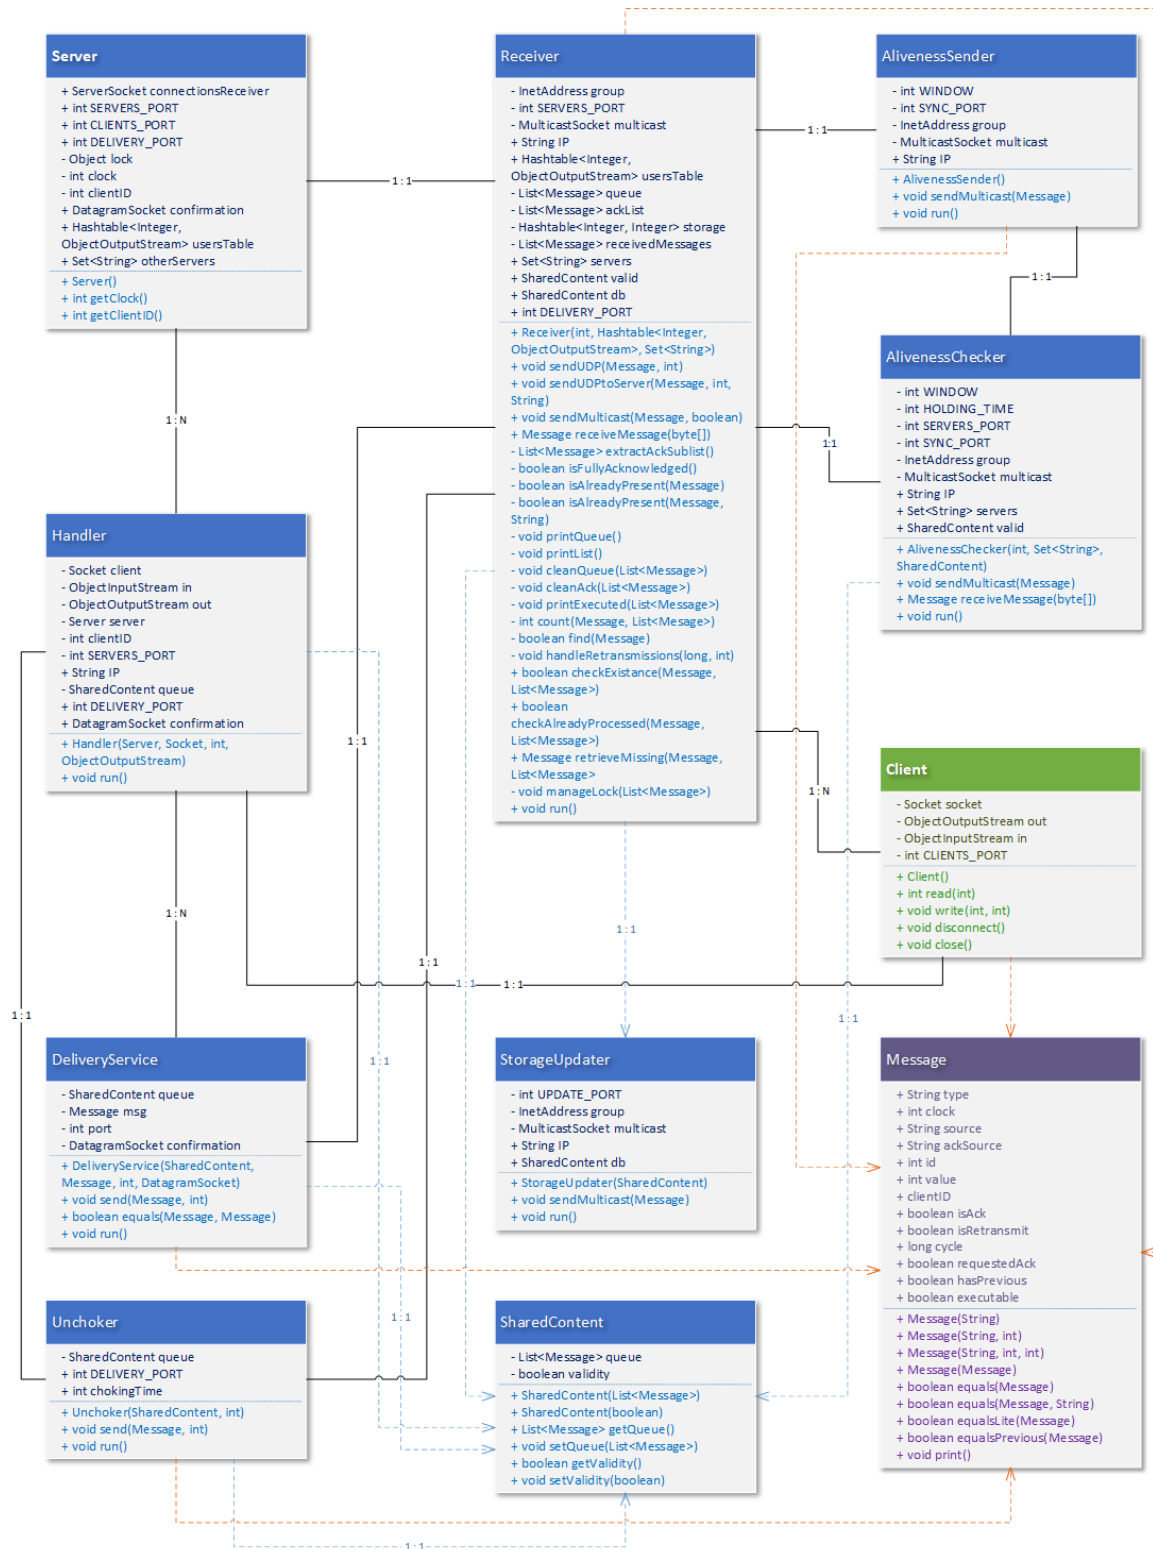 Server
+ ServerSocket connectionsReceiver
+ int SERVERS_PORT
+ int CLIENTS_PORT
+ int DELIVERY_PORT
- Object lock
- int clock
- int clientID
+ DatagramSocket confirmation
+ Hashtable<Integer,
ObjectOutputStream> usersTable
+ Set<String> otherServers
+ Server()
+ int getClock()
+ int getClientID()
1:1
Receiver
- InetAddress group
- int SERVERS_PORT
- MulticastSocket multicast
+ String IP
+ Hashtable<Integer,
ObjectOutputStream> usersTable
- List<Message> queue
- List<Message> ackList
- Hashtable<Integer, Integer> storage
- List<Message> receivedMessages
+ Set<String> servers
+ SharedContent valid
+ SharedContent db
+ int DELIVERY_PORT
+ Receiver(int, Hashtable<Integer,
ObjectOutputStream>, Set<String>)
+ void sendUDP(Message, int)
+ void sendUDPtoServer(Message, int,
String)
+ void sendMulticast(Message, boolean)
+ Message receiveMessage(byte[])
- List<Message> extractAckSublist()
- boolean isFullyAcknowledged()
- boolean isAlreadyPresent(Message)
- boolean isAlreadyPresent(Message,
String)
- void printQueue()
- void printList()
- void cleanQueue(List<Message>)
- void cleanAck(List<Message>)
- void printExecuted(List<Message>)
- int count(Message, List<Message>)
- boolean find(Message)
- void handleRetransmissions(long, int)
+ boolean checkExistance(Message,
List<Message>)
+ boolean
checkAlreadyProcessed(Message,
List<Message>)
+ Message retrieveMissing(Message,
List<Message>
- void manageLock(List<Message>)
+ void run()
1:1
AlivenessSender
- int WINDOW
- int SYNC_PORT
- InetAddress group
- MulticastSocket multicast
+ String IP
+ AlivenessSender()
+ void sendMulticast(Message)
+ void run()
1:1
AlivenessChecker
- int WINDOW
- int HOLDING_TIME
- int SERVERS_PORT
- int SYNC_PORT
- InetAddress group
- MulticastSocket multicast
+ String IP
+ Set<String> servers
+ SharedContent valid
+ AlivenessChecker(int, Set<String>,
SharedContent)
+ void sendMulticast(Message)
+ Message receiveMessage(byte[])
+ void run()
1:N
1:1
Handler
- Socket client
- ObjectInputStream in
- ObjectOutputStream out
- Server server
- int clientID
- int SERVERS_PORT
+ String IP
- SharedContent queue
+ int DELIVERY_PORT
+ DatagramSocket confirmation
+ Handler(Server, Socket, int,
ObjectOutputStream)
+ void run()
1:1
1:N
Client
- Socket socket
- ObjectOutputStream out
- ObjectInputStream in
- int CLIENTS_PORT
+ Client()
+ int read(int)
+ void write(int, int)
+ void disconnect()
+ void close()
1:N
1:1
1:1
1:1
1:1
1:1
1:1
1:1
DeliveryService
- SharedContent queue
- Message msg
- int port
- DatagramSocket confirmation
+ DeliveryService(SharedContent,
Message, int, DatagramSocket)
+ void send(Message, int)
+ boolean equals(Message, Message)
+ void run()
StorageUpdater
- int UPDATE_PORT
- InetAddress group
- MulticastSocket multicast
+ String IP
+ SharedContent db
+ StorageUpdater(SharedContent)
+ void sendMulticast(Message)
+ void run()
Message
+ String type
+ int clock
+ String source
+ String ackSource
+ int id
+ int value
+ clientID
+ boolean isAck
+ boolean isRetransmit
+ long cycle
+ boolean requestedAck
+ boolean hasPrevious
+ boolean executable
+ Message(String)
+ Message(String, int)
+ Message(String, int, int)
+ Message(Message)
+ boolean equals(Message)
+ boolean equals(Message, String)
+ boolean equalsLite(Message)
+ boolean equalsPrevious(Message)
+ void print()
1:1
Unchoker
- SharedContent queue
+ int DELIVERY_PORT
+ int chokingTime
+ Unchoker(SharedContent, int)
+ void send(Message, int)
+ void run()
SharedContent
- List<Message> queue
- boolean validity
+ SharedContent(List<Message>)
+ SharedContent(boolean)
+ List<Message> getQueue()
+ void setQueue(List<Message>)
+ boolean getValidity()
+ void setValidity(boolean)
1:1